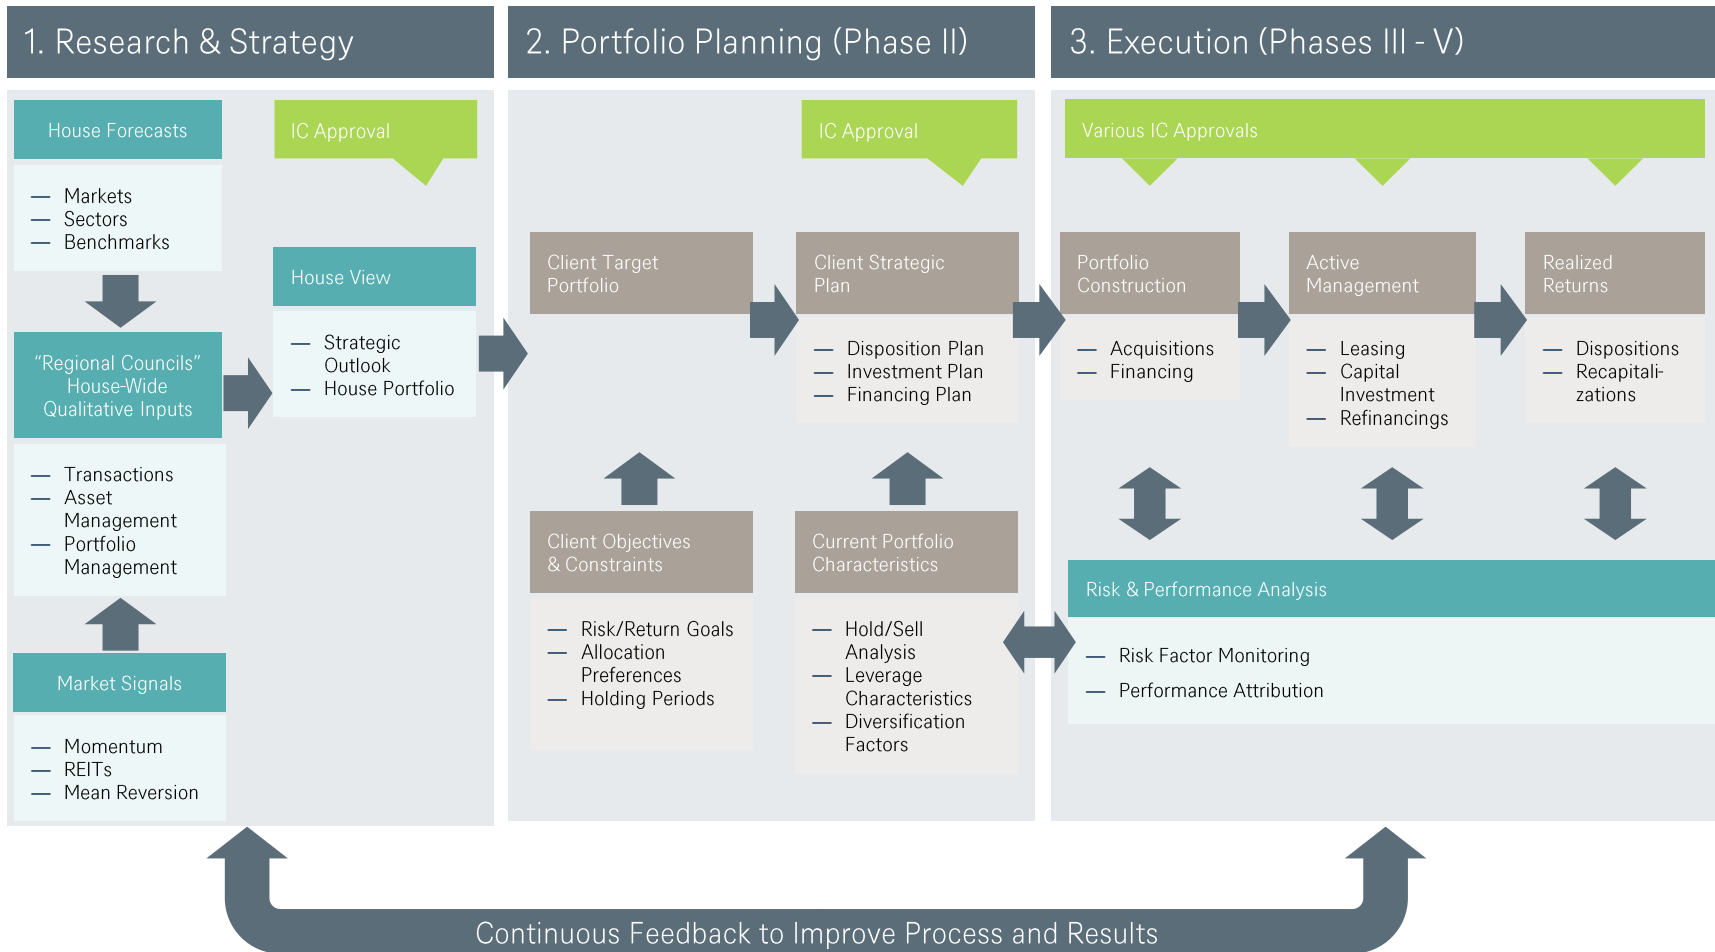 1. Research & Strategy
House Forecasts
— Markets
— Sectors
— Benchmarks
“Regional Councils”
House-Wide
Qualitative Inputs
— Transactions
— Asset
Management
— Portfolio
Management
Market Signals
— Momentum
— REITs
— Mean Reversion
IC Approval
House View
— Strategic
Outlook
— House Portfolio
2. Portfolio Planning (Phase II)
IC Approval
Client Target
Portfolio
Client Strategic
Plan
— Disposition Plan
— Investment Plan
— Financing Plan
Client Objectives
& Constraints
— Risk/Return Goals
— Allocation
Preferences
— Holding Periods
Current Portfolio
Characteristics
— Hold/Sell
Analysis
— Leverage
Characteristics
— Diversification
Factors
3. Execution (Phases III - V)
Various IC Approvals
Portfolio
Construction
— Acquisitions
— Financing
Active
Management
— Leasing
— Capital
Investment
— Refinancings
Realized
Returns
— Dispositions
— Recapitali-
zations
Risk & Performance Analysis
— Risk Factor Monitoring
— Performance Attribution
Continuous Feedback to Improve Process and Results